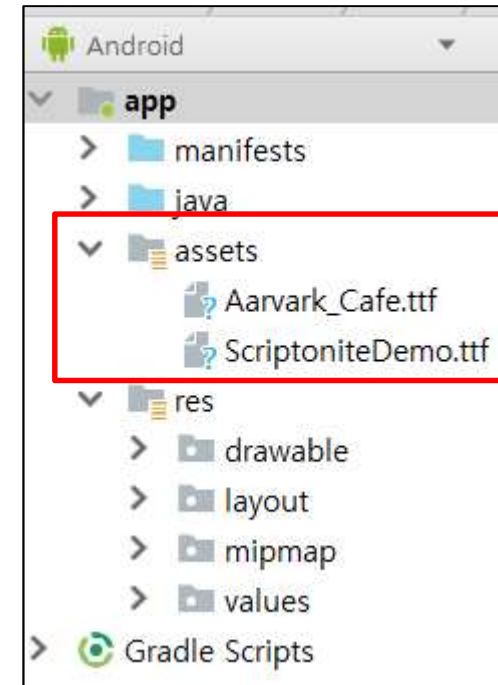 Android
app
manifests
java
assets
Aarvark_Cafe.ttf
ScriptoniteDemo.ttf
res
drawable
layout
mipmap
values
Gradle Scripts